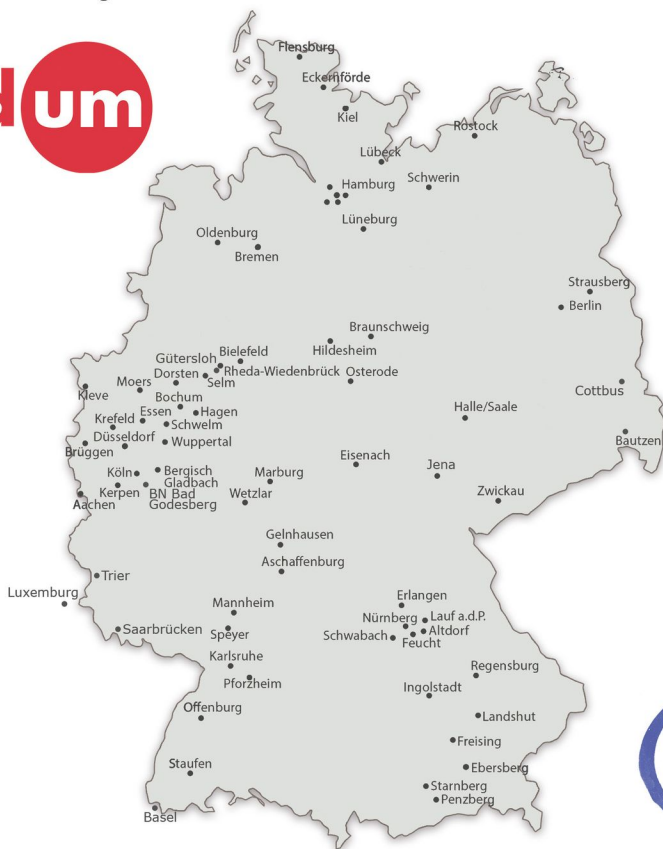 d um
Flensburg
Eckernförde
Kiel
Rostock
Lübeck
Schwerin
Hamburg
Lüneburg
Oldenburg
Bremen
Strausberg
Berlin
Braunschweig
Hildesheim
Bielefeld
Gütersloh
Rheda-Wiedenbrück
Osterode
Dorsten
Selm
Moers
Kleve
Cottbus
Bochum
Halle/Saale
Essen
Hagen
Krefeld
Schwelm
Düsseldorf
Wuppertal
Bautzen
Brüggen
Eisenach
Jena
Köln
Bergisch
Gladbach
Marburg
Zwickau
Kerpen
BN Bad
Godesberg
Wetzlar
Aachen
Gelnhausen
Aschaffenburg
Trier
Luxemburg
Erlangen
Mannheim
Nürnberg
Lauf a.d.P.
Saarbrücken
Speyer
Schwabach
Altdorf
Feucht
Karlsruhe
Regensburg
Pforzheim
Ingolstadt
Offenburg
Landshut
Freising
Staufen
Ebersberg
Starnberg
Penzberg
Basel